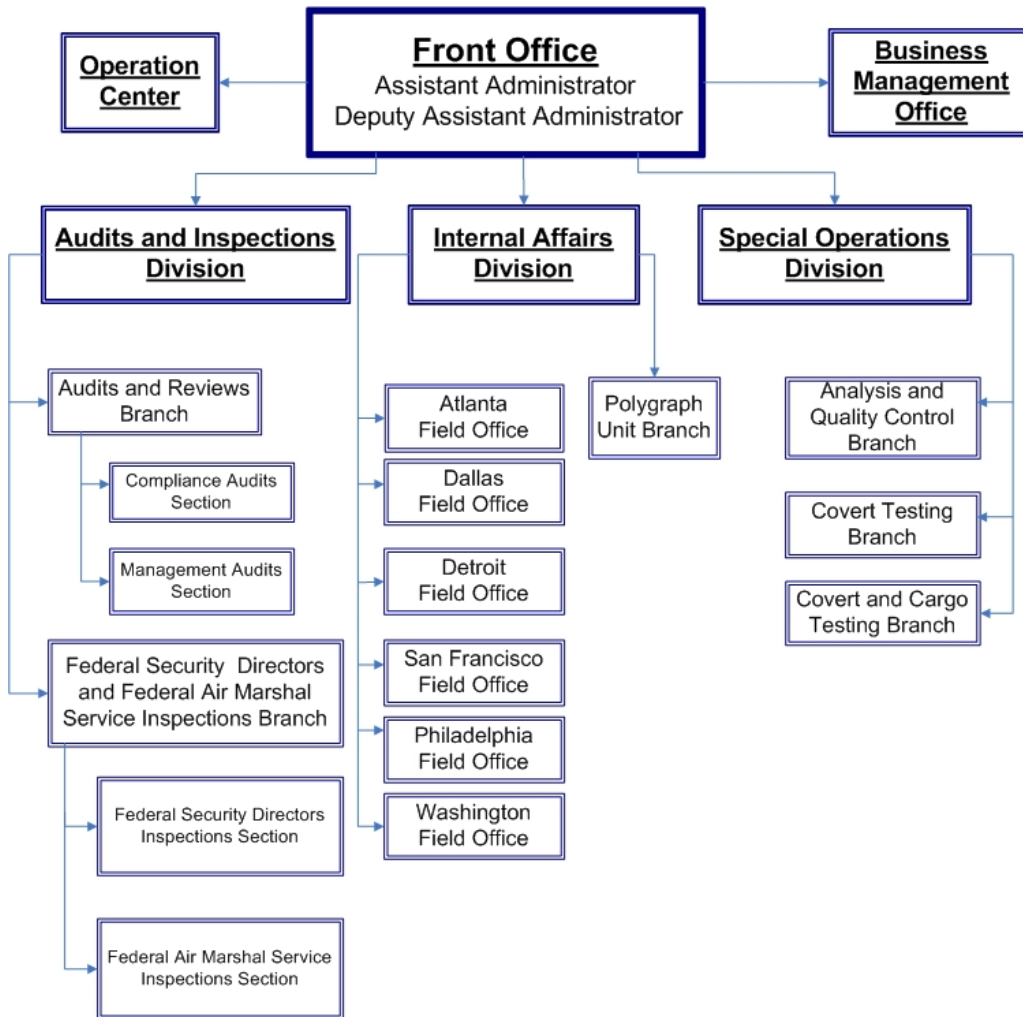 Front Office
Assistant Administrator
Deputy Assistant Administrator
Operation
Center
Business
Management
Office
Audits and Inspections
Division
Internal Affairs
Division
Special Operations
Division
Audits and Reviews
Branch
Compliance Audits
Section
Management Audits
Section
Federal Security Directors
and Federal Air Marshal
Service Inspections Branch
Federal Security Directors
Inspections Section
Federal Air Marshal Service
Inspections Section
Atlanta
Field Office
Dallas
Field Office
Detroit
Field Office
San Francisco
Field Office
Philadelphia
Field Office
Washington
Field Office
Polygraph
Unit Branch
Analysis and
Quality Control
Branch
Covert Testing
Branch
Covert and Cargo
Testing Branch